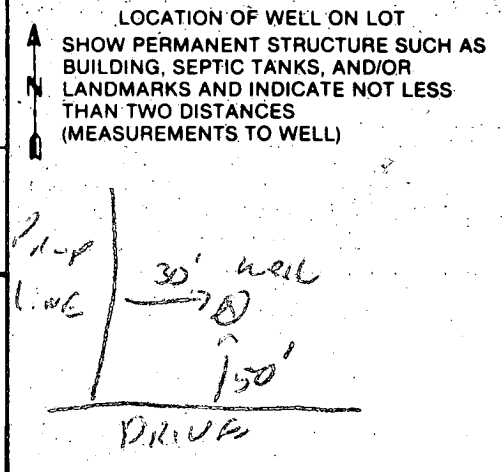 LOCATION OF WELL ON LOT
SHOW PERMANENT STRUCTURE SUCH AS
BUILDING, SEPTIC TANKS, AND/OR
N LANDMARKS AND INDICATE NOT LESS
THAN TWO DISTANCES
(MEASUREMENTS TO WELL)
Prop
Line
30' Well
50'
DRIVE